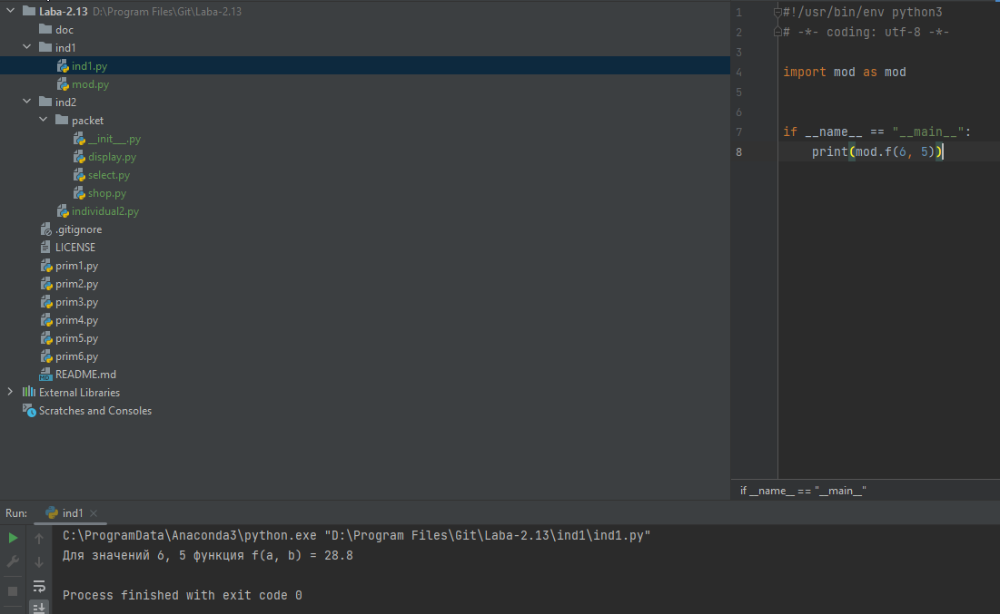 Laba-2.13 D:\Program Files\Git\Laba-2.13
doc
ind1
ind1.py
mod.py
ind2
packet
__init__.py
display.py
select.py
shop.py
individual2.py
.gitignore
LICENSE
prim1.py
prim2.py
prim3.py
prim4.py
prim5.py
prim6.py
MD README.md
External Libraries
Scratches and Consoles
1 #!/usr/bin/env python3
2 # -*- coding: utf-8 -*-
3
4 import mod as mod
5
6
7 if __name__ == "__main__":
8 print(mod.f(6, 5))
if __name__ == "__main__"
Run: ind1
C:\ProgramData\Anaconda3\python.exe "D:\Program Files\Git\Laba-2.13\ind1\ind1.py"
Для значений 6, 5 функция f(a, b) = 28.8
Process finished with exit code 0